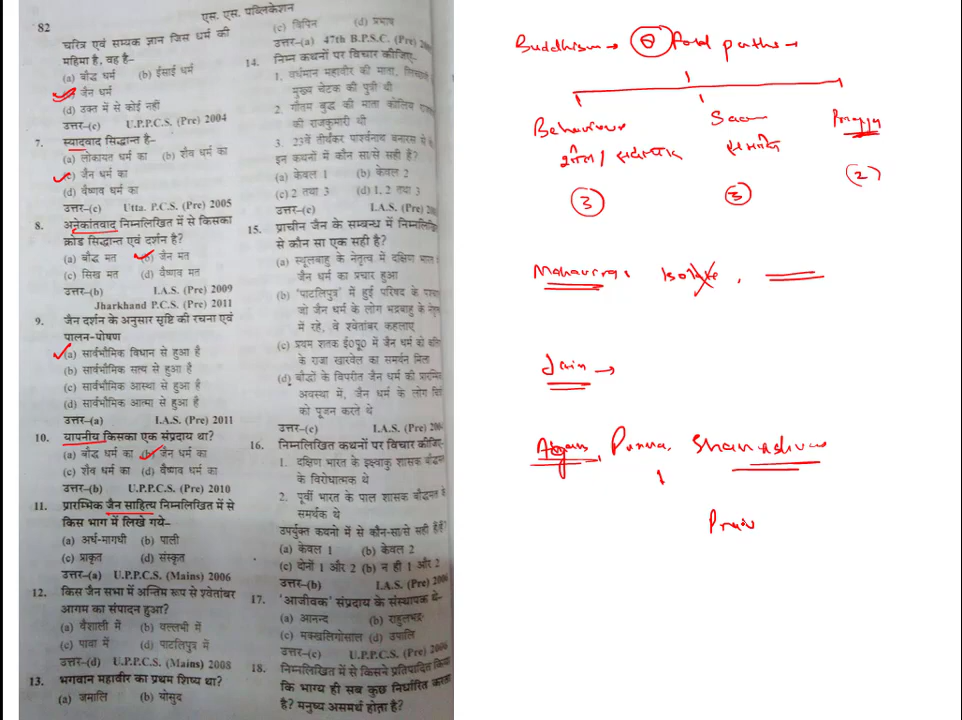 82
एस. एस. पब्लिकेशन
चरित्र एवं सम्यक ज्ञान जिस धर्म की
महिमा है, वह है-
(a) बौद्ध धर्म (b) ईसाई धर्म
जैन धर्म
(d) उक्त में से कोई नहीं
उत्तर-(c) U.P.P.C.S. (Pre) 2004
7. स्यादवाद सिद्धान्त है-
(a) लोकायत धर्म का (b) शैव धर्म का
(c) जैन धर्म का
(d) वैष्णव धर्म का
उत्तर-(c) Utta. P.C.S. (Pre) 2005
8. अनेकांतवाद निम्नलिखित में से किसका
क्रोड सिद्धान्त एवं दर्शन है?
(a) बौद्ध मत (b) जैन मत
(c) सिख मत (d) वैष्णव मत
उत्तर-(b) I.A.S. (Pre) 2009
Jharkhand P.C.S. (Pre) 2011
9. जैन दर्शन के अनुसार सृष्टि की रचना एवं
पालन-पोषण
(a) सार्वभौमिक विधान से हुआ है
(b) सार्वभौमिक सत्य से हुआ है
(c) सार्वभौमिक आस्था से हुआ है
(d) सार्वभौमिक आत्मा से हुआ है
उत्तर-(a) I.A.S. (Pre) 2011
10. यापनीय किसका एक संप्रदाय था?
(a) बौद्ध धर्म का (b) जैन धर्म का
(c) शैव धर्म का (d) वैष्णव धर्म का
उत्तर-(b) U.P.P.C.S. (Pre) 2010
11. प्रारम्भिक जैन साहित्य निम्नलिखित में से
किस भाग में लिखे गये-
(a) अर्ध-मागधी (b) पाली
(c) प्राकृत (d) संस्कृत
उत्तर-(a) U.P.P.C.S. (Mains) 2006
12. किस जैन सभा में अन्तिम रूप से श्वेतांबर
आगम का संपादन हुआ?
(a) वैशाली में (b) वल्लभी में
(c) पावा में (d) पाटलिपुत्र में
उत्तर-(d) U.P.P.C.S. (Mains) 2008
13. भगवान महावीर का प्रथम शिष्य था?
(a) जमालि (b) योसुद
(c) विपिन (d) प्रभाष
उत्तर-(a) 47th B.P.S.C. (Pre)
14. निम्न कथनों पर विचार कीजिए-
1. वर्धमान महावीर की माता,
मुख्य चेटक की पुत्री थी
2. गौतम बुद्ध की माता कोलिय
की राजकुमारी थी
3. 23वें तीर्थंकर पार्श्वनाथ बनारस से
इन कथनों में कौन सा/से सही है?
(a) केवल 1 (b) केवल 2
(c) 2 तथा 3 (d) 1, 2 तथा 3
उत्तर-(c) I.A.S. (Pre)
15. प्राचीन जैन के सम्बन्ध में
से कौन सा एक सही है?
(a) स्थूलबाहु के नेतृत्व में दक्षिण भारत
जैन धर्म का प्रचार हुआ
(b) 'पाटलिपुत्र' में हुई परिषद के
जो जैन धर्म के लोग भद्रबाहु के
में रहे, वे श्वेतांबर कहलाए
(c) प्रथम शतक ई०पू० में जैन धर्म को
के राजा खारवेल का समर्थन मिला
(d) बौद्धों के विपरीत जैन धर्म की
अवस्था में, जैन धर्म के लोग
को पूजन करते थे
उत्तर-(c) I.A.S. (Pre)
16. निम्नलिखित कथनों पर विचार कीजिए-
1. दक्षिण भारत के इक्ष्वाकु शासक
के विरोधात्मक थे
2. पूर्वी भारत के पाल शासक बौद्धमत के
समर्थक थे
उपर्युक्त कथनो में से कौन-सा/से सही है/हैं?
(a) केवल 1 (b) केवल 2
(c) दोनों 1 और 2 (b) न ही 1 और 2
उत्तर-(b) I.A.S. (Pre)
17. 'आजीवक' संप्रदाय के संस्थापक थे-
(a) आनन्द (b) राहुलभद्र
(c) मक्खलिगोसाल (d) उपालि
उत्तर-(c) U.P.P.C.S. (Pre)
18. निम्नलिखित में से किसने प्रतिपादित किया
कि भाग्य ही सब कुछ निर्धारित करता
है? मनुष्य असमर्थ होता है?
Buddhism → 8 fold paths →
Behaviour
(3) (3) (2)
Mahavira,
Jain →
Purva,